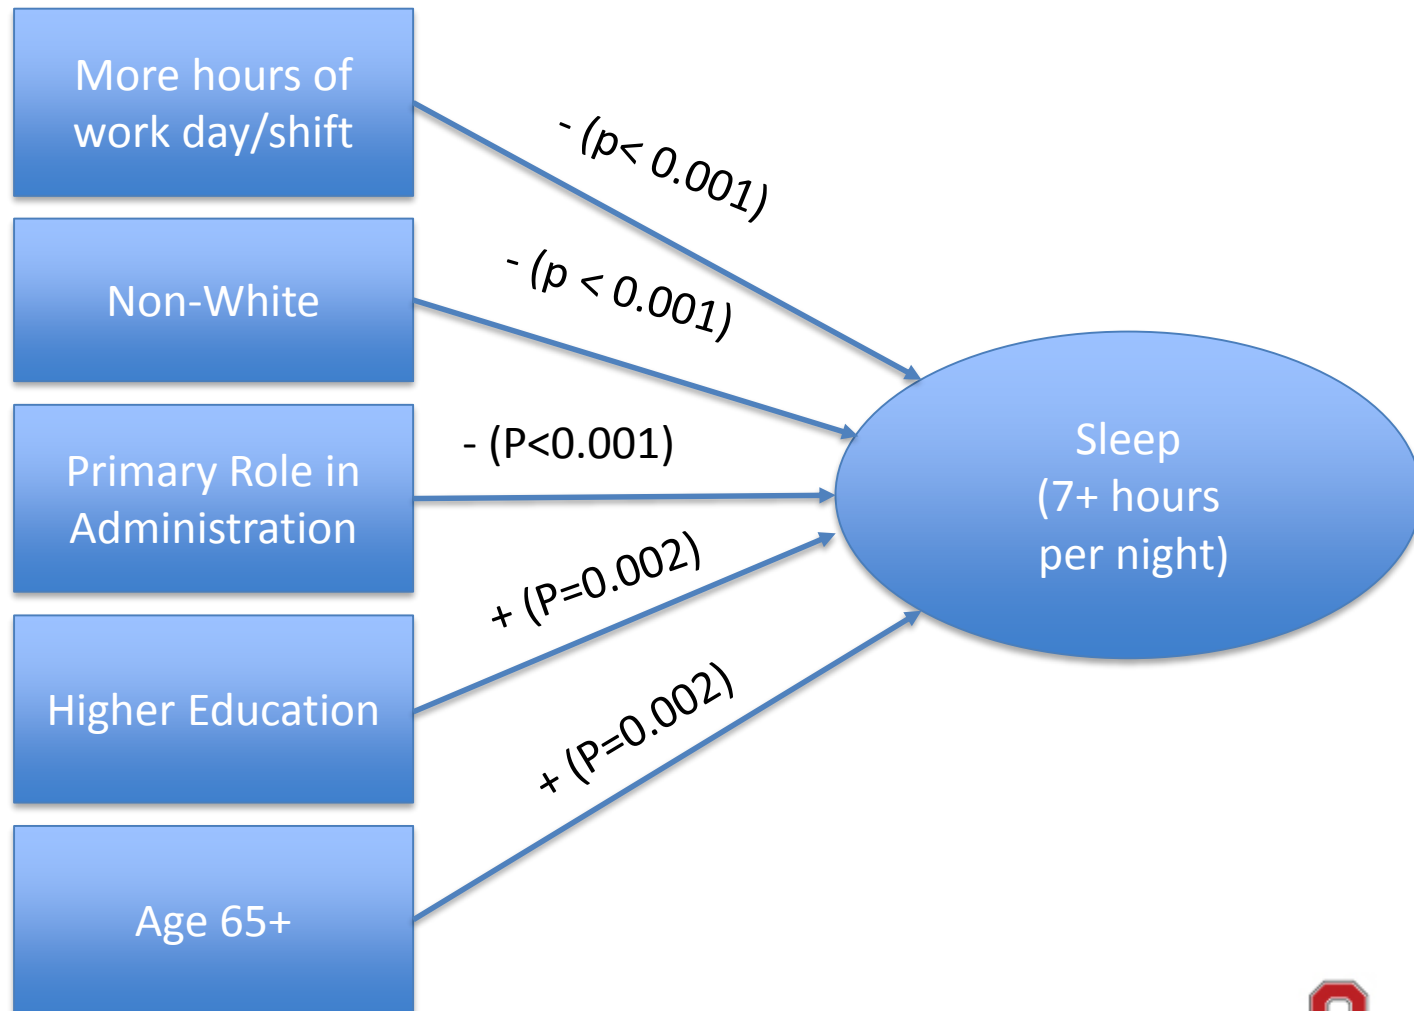 More hours of
work day/shift
- (p< 0.001)
Non-White
- (p < 0.001)
Primary Role in
Administration
- (P<0.001)
Sleep
(7+ hours
per night)
+ (P=0.002)
Higher Education
+ (P=0.002)
Age 65+